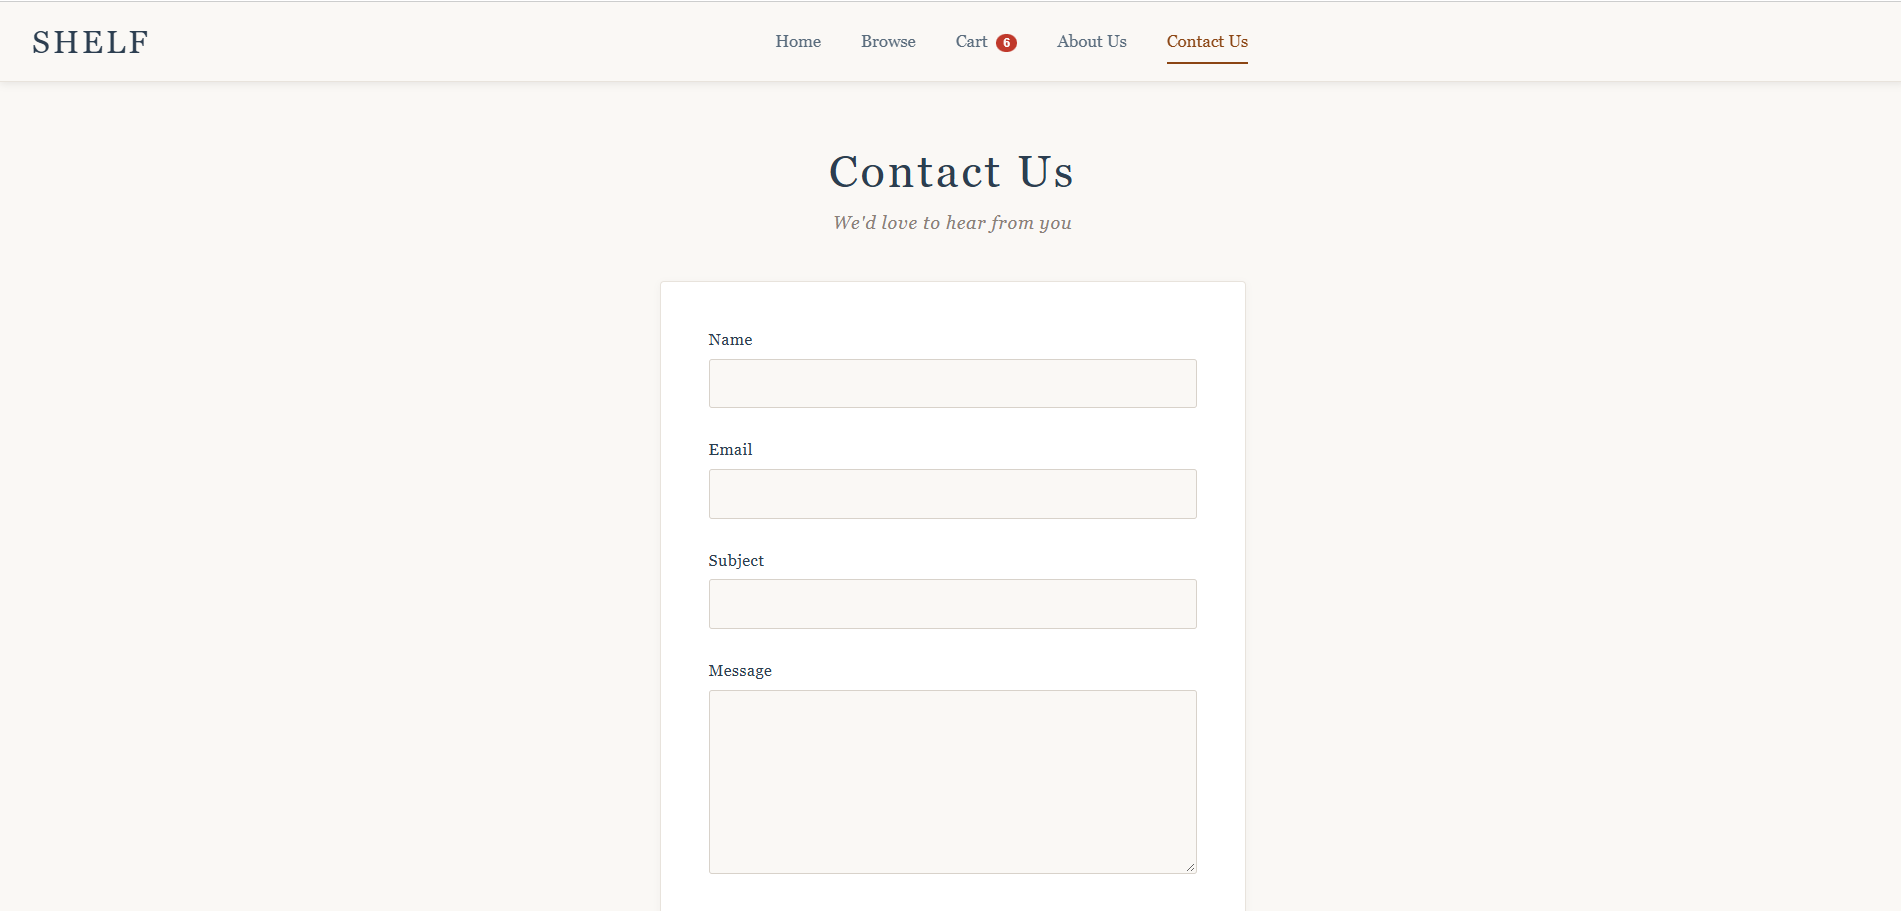 SHELF
Home Browse Cart 6 About Us Contact Us
Contact Us
We'd love to hear from you
Name
Email
Subject
Message